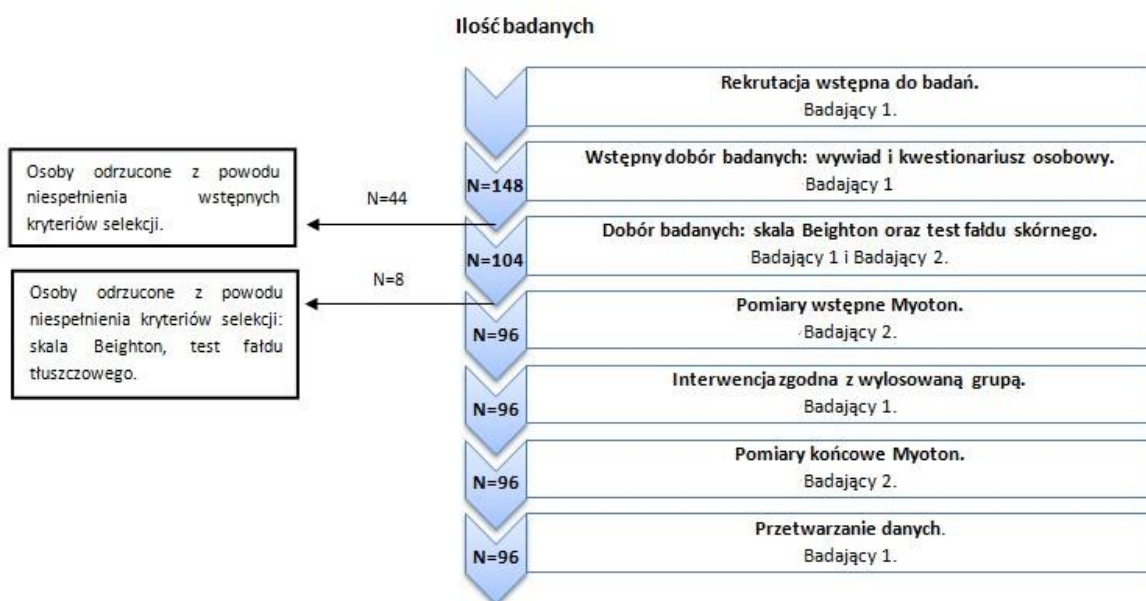 Ilość badanych
Rekrutacja wstępna do badań.
Badający 1.
Wstępny dobór badanych: wywiad i kwestionariusz osobowy.
Badający 1
N=148
Osoby odrzucone z powodu
niespełnienia wstępnych
kryteriów selekcji.
N=44
Dobór badanych: skala Beighton oraz test fałdu skórnego.
Badający 1 i Badający 2.
N=104
Osoby odrzucone z powodu
niespełnienia kryteriów selekcji:
skala Beighton, test fałdu
tłuszczowego.
N=8
Pomiary wstępne Myoton.
Badający 2.
N=96
Interwencja zgodna z wylosowaną grupą.
Badający 1.
N=96
Pomiary końcowe Myoton.
Badający 2.
N=96
Przetwarzanie danych.
Badający 1.
N=96